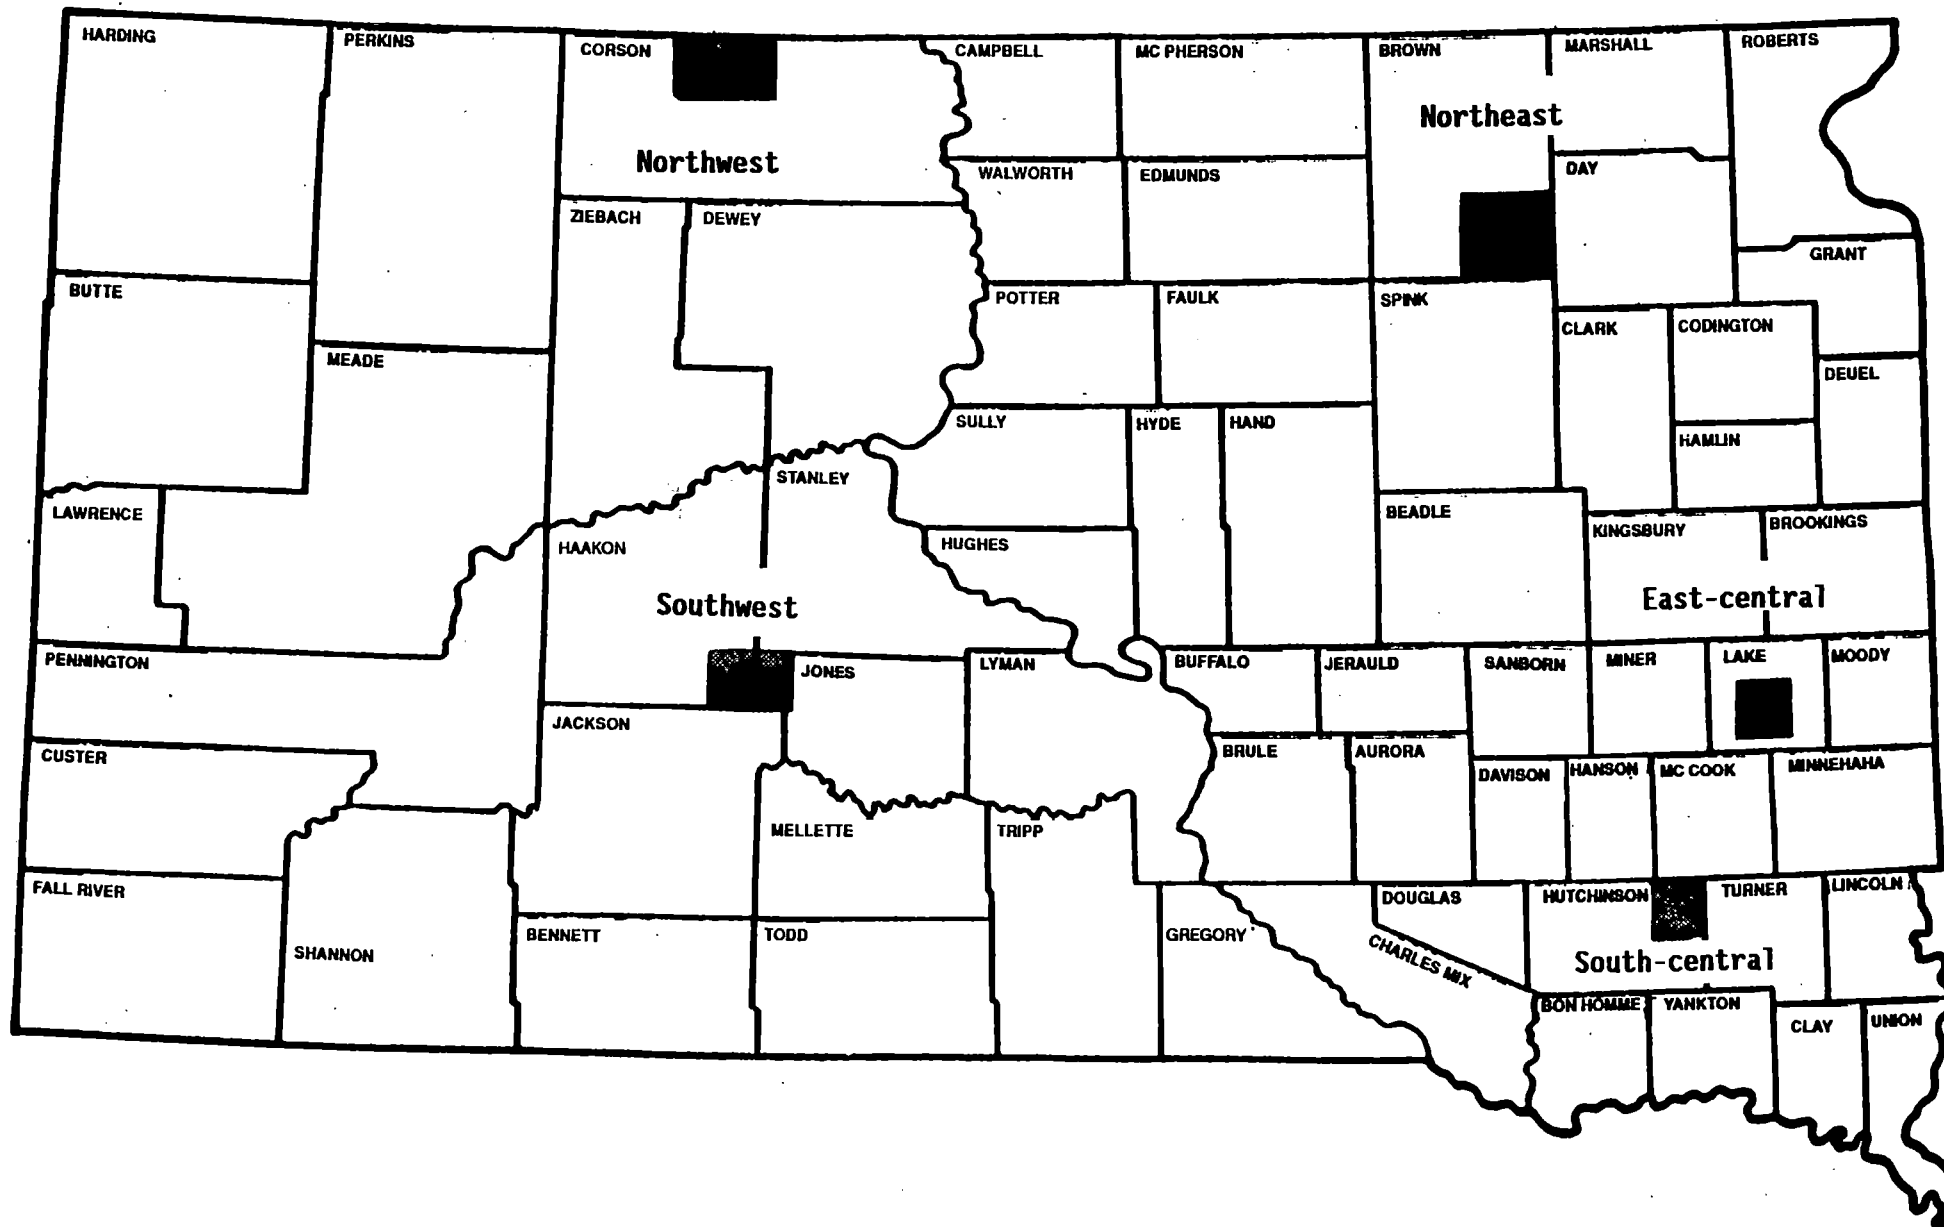 HARDING
PERKINS
CORSON
CAMPBELL
MC PHERSON
BROWN
MARSHALL
ROBERTS
Northeast
Northwest
WALWORTH
EDMUNDS
DAY
ZIEBACH
DEWEY
GRANT
BUTTE
POTTER
FAULK
SPINK
CLARK
CODINGTON
MEADE
DEUEL
SULLY
HYDE
HAND
HAMLIN
STANLEY
LAWRENCE
BEADLE
KINGSBURY
BROOKINGS
HAAKON
HUGHES
Southwest
East-central
PENNINGTON
JONES
LYMAN
BUFFALO
JERAULD
SANBORN
MINER
LAKE
MOODY
JACKSON
CUSTER
BRULE
AURORA
DAVISON
HANSON
MC COOK
MINNEHAHA
MELLETTE
TRIPP
FALL RIVER
DOUGLAS
HUTCHINSON
TURNER
LINCOLN
SHANNON
BENNETT
TODD
GREGORY
CHARLES MIX
South-central
BON HOMME
YANKTON
CLAY
UNION